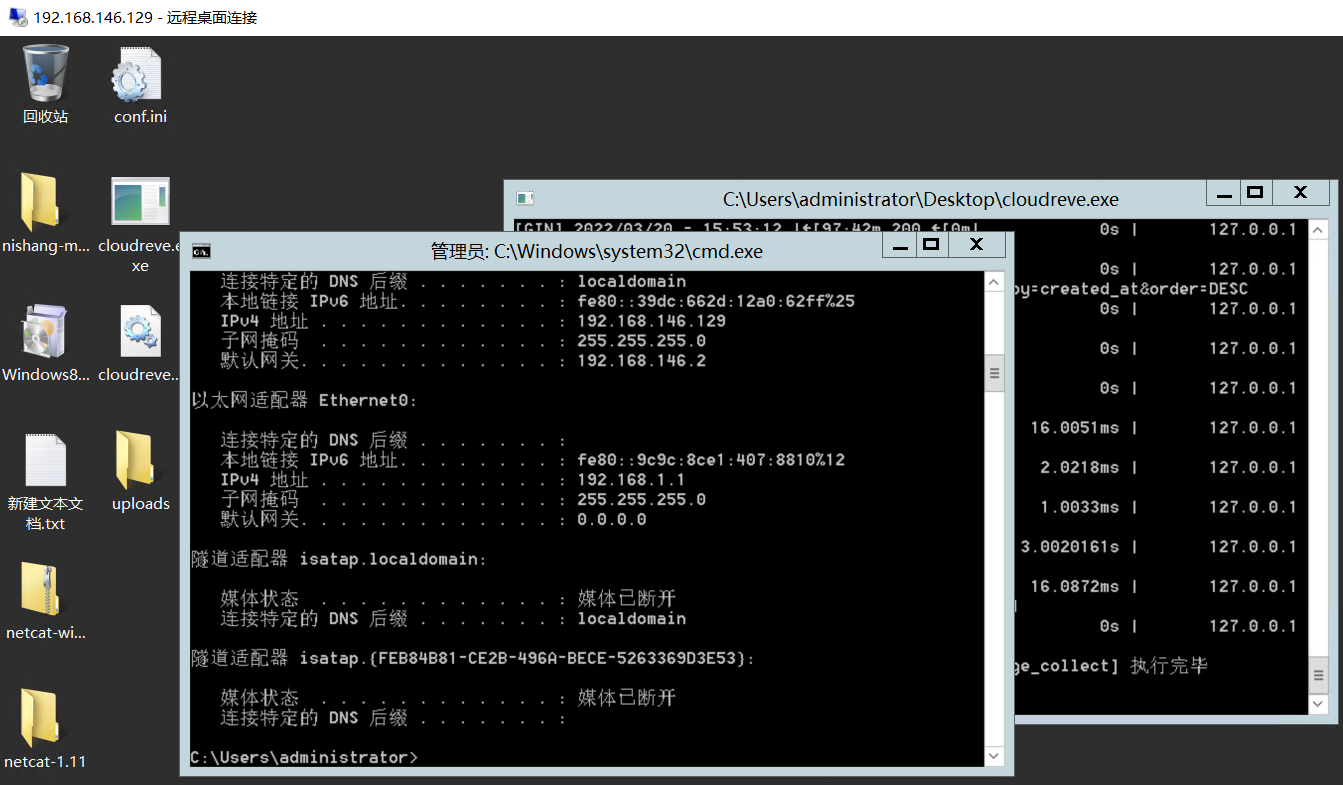 192.168.146.129 - 远程桌面连接
回收站
conf.ini
nishang-m...
cloudreve.e
xe
Windows8...
cloudreve...
新建文本文
档.txt
uploads
netcat-wi...
netcat-1.11
C:\Users\administrator\Desktop\cloudreve.exe
[GIN] 2022/03/20 - 15:53:12 |←[97;42m 200 ←[0m| 0s | 127.0.0.1
0s | 127.0.0.1
by=created_at&order=DESC
0s | 127.0.0.1
0s | 127.0.0.1
0s | 127.0.0.1
16.0051ms | 127.0.0.1
2.0218ms | 127.0.0.1
1.0033ms | 127.0.0.1
3.0020161s | 127.0.0.1
16.0872ms | 127.0.0.1
0s | 127.0.0.1
ge_collect] 执行完毕
管理员: C:\Windows\system32\cmd.exe
连接特定的 DNS 后缀 . . . . . . . : localdomain
本地链接 IPv6 地址. . . . . . . . : fe80::39dc:662d:12a0:62ff%25
IPv4 地址 . . . . . . . . . . . . : 192.168.146.129
子网掩码 . . . . . . . . . . . . : 255.255.255.0
默认网关. . . . . . . . . . . . . : 192.168.146.2
以太网适配器 Ethernet0:
连接特定的 DNS 后缀 . . . . . . . :
本地链接 IPv6 地址. . . . . . . . : fe80::9c9c:8ce1:407:8810%12
IPv4 地址 . . . . . . . . . . . . : 192.168.1.1
子网掩码 . . . . . . . . . . . . : 255.255.255.0
默认网关. . . . . . . . . . . . . : 0.0.0.0
隧道适配器 isatap.localdomain:
媒体状态 . . . . . . . . . . . . : 媒体已断开
连接特定的 DNS 后缀 . . . . . . . : localdomain
隧道适配器 isatap.{FEB84B81-CE2B-496A-BECE-5263369D3E53}:
媒体状态 . . . . . . . . . . . . : 媒体已断开
连接特定的 DNS 后缀 . . . . . . . :
C:\Users\administrator>